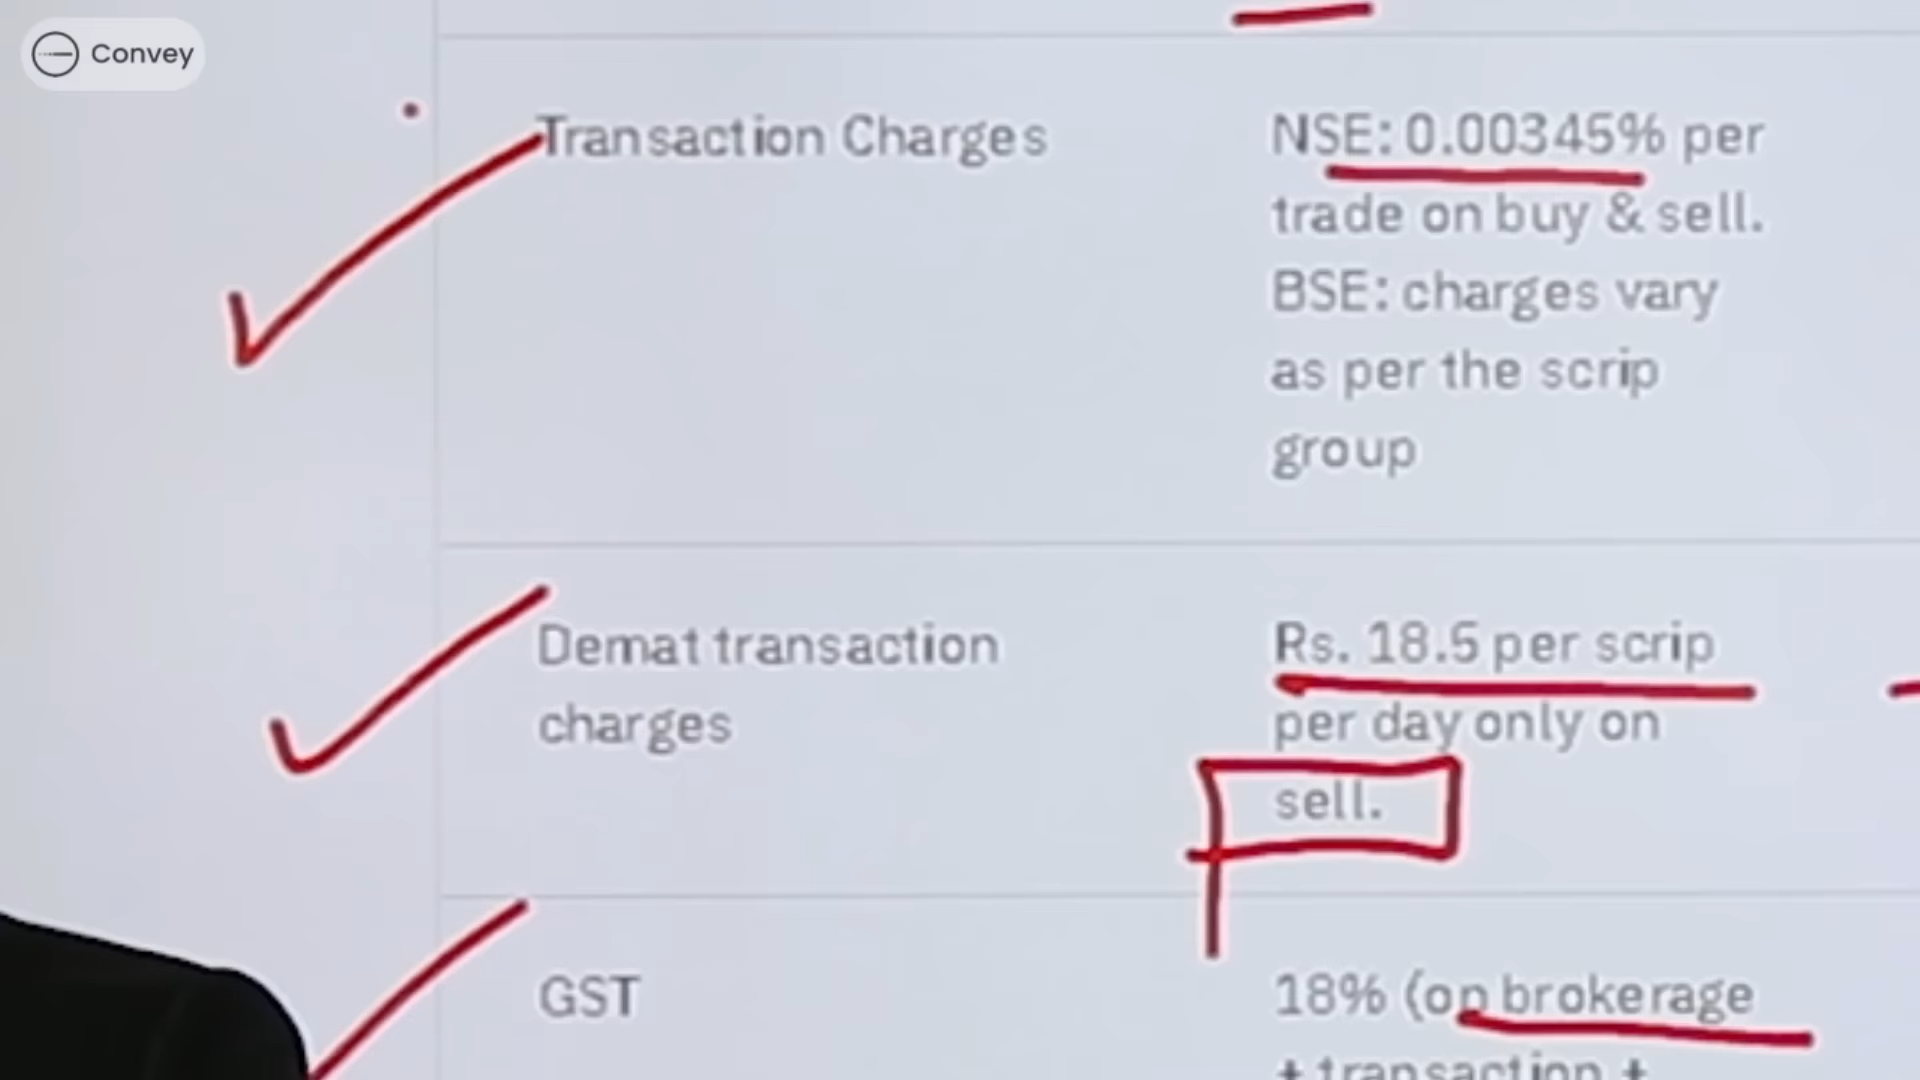 Convey
Transaction Charges
NSE: 0.00345% per
trade on buy & sell.
BSE: charges vary
as per the scrip
group
Demat transaction
charges
Rs. 18.5 per scrip
per day only on
sell.
GST
18% (on brokerage
+ transaction +